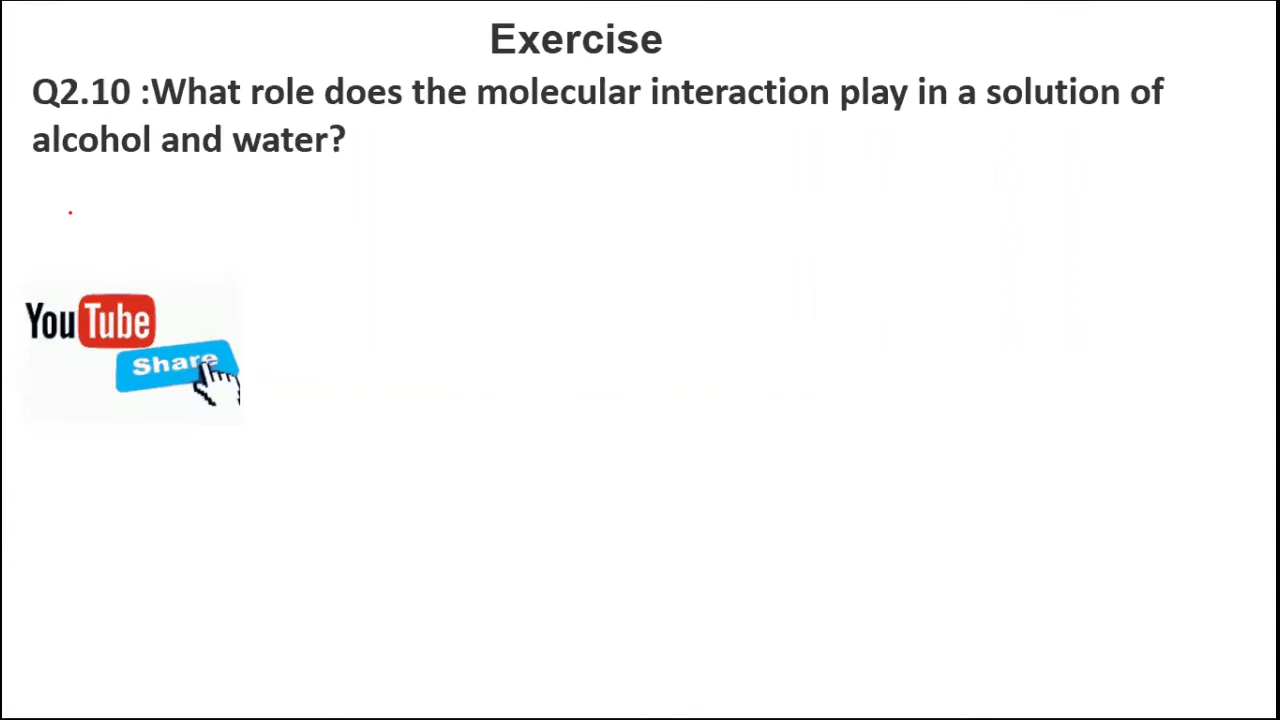 Exercise
Q2.10 :What role does the molecular interaction play in a solution of
alcohol and water?
YouTube
Share